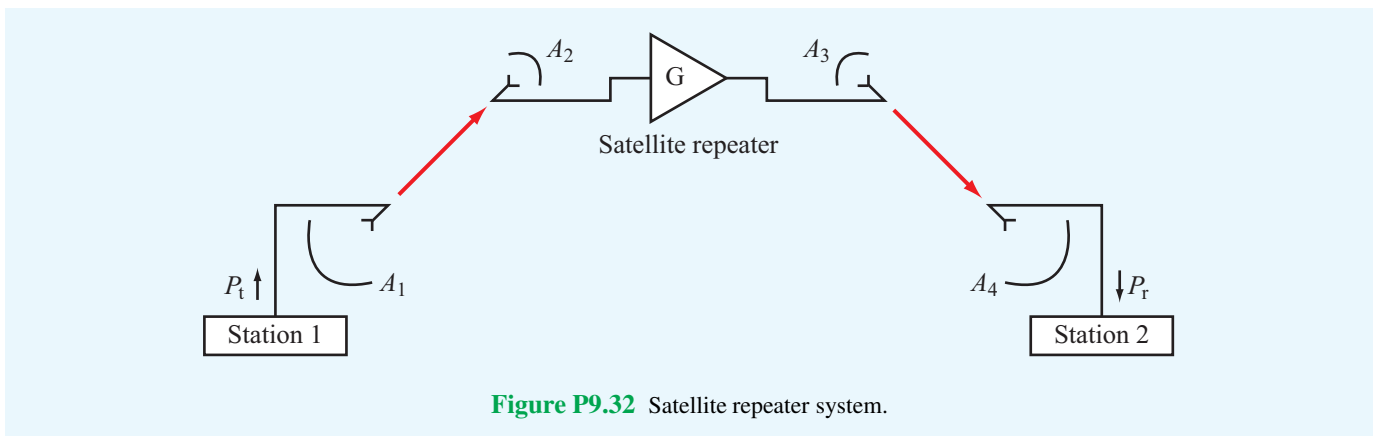 A2
G
A3
Satellite repeater
Pt
A1
A4
Pr
Station 1
Station 2
Figure P9.32 Satellite repeater system.